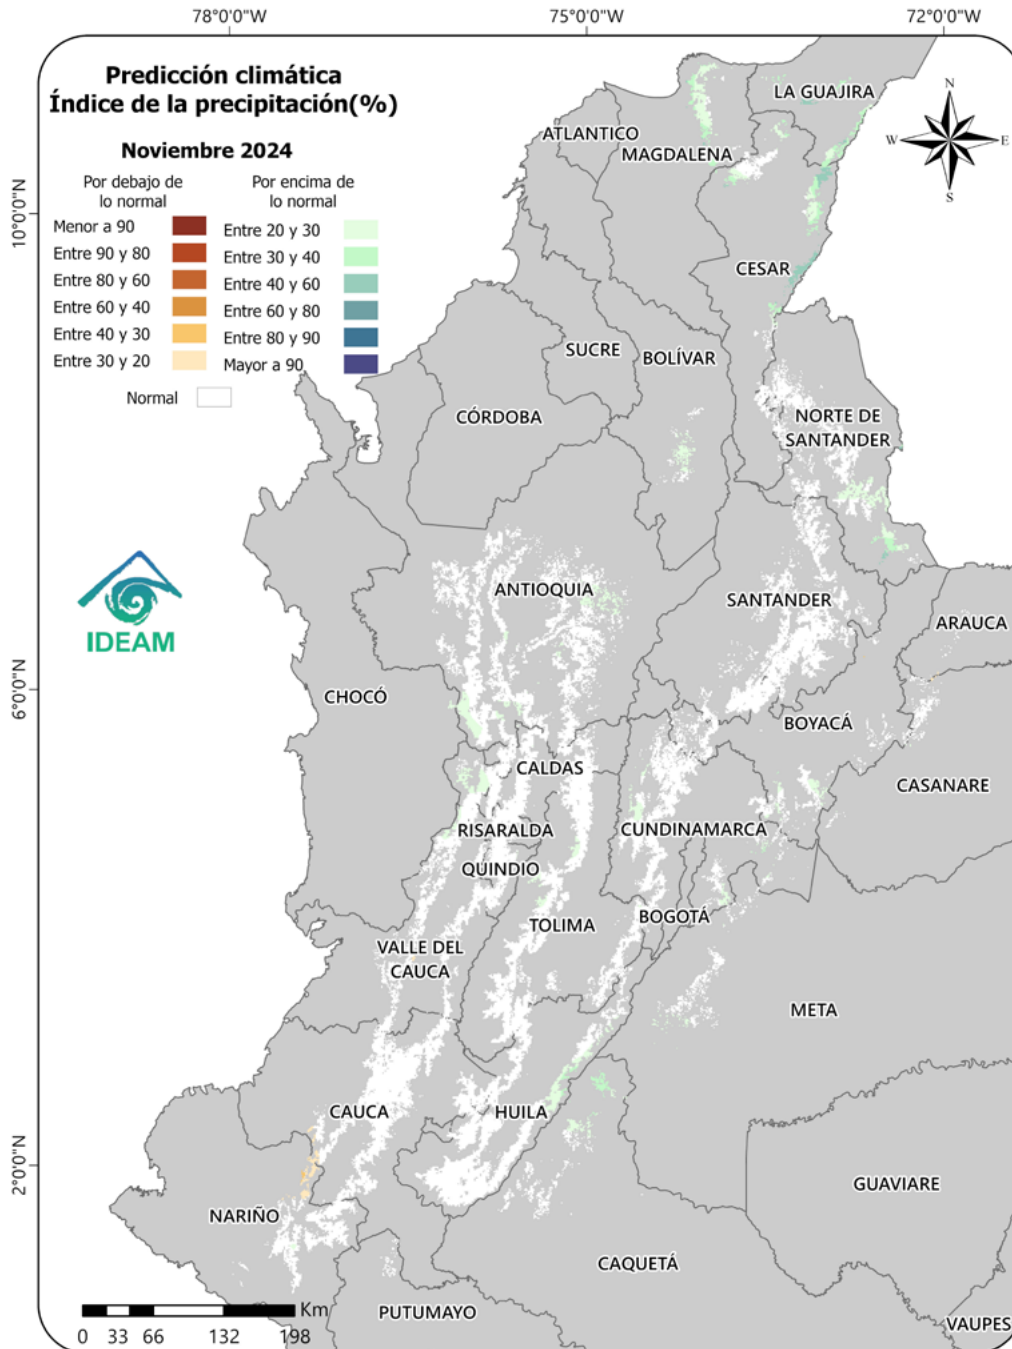 78°0'0"W
75°0'0"W
72°0'0"W
Predicción climática
Índice de la precipitación(%)
Noviembre 2024
Por debajo de
lo normal
Menor a 90
Entre 90 y 80
Entre 80 y 60
Entre 60 y 40
Entre 40 y 30
Entre 30 y 20
Por encima de
lo normal
Entre 20 y 30
Entre 30 y 40
Entre 40 y 60
Entre 60 y 80
Entre 80 y 90
Mayor a 90
Normal
N
W
E
S
10°0'0"N
6°0'0"N
2°0'0"N
LA GUAJIRA
ATLANTICO
MAGDALENA
CESAR
SUCRE
BOLÍVAR
CÓRDOBA
NORTE DE
SANTANDER
ANTIOQUIA
SANTANDER
ARAUCA
IDEAM
CHOCÓ
BOYACÁ
CALDAS
CASANARE
RISARALDA
CUNDINAMARCA
QUINDIO
BOGOTÁ
TOLIMA
VALLE DEL
CAUCA
META
CAUCA
HUILA
GUAVIARE
NARIÑO
CAQUETÁ
PUTUMAYO
VAUPES
Km
0 33 66 132 198